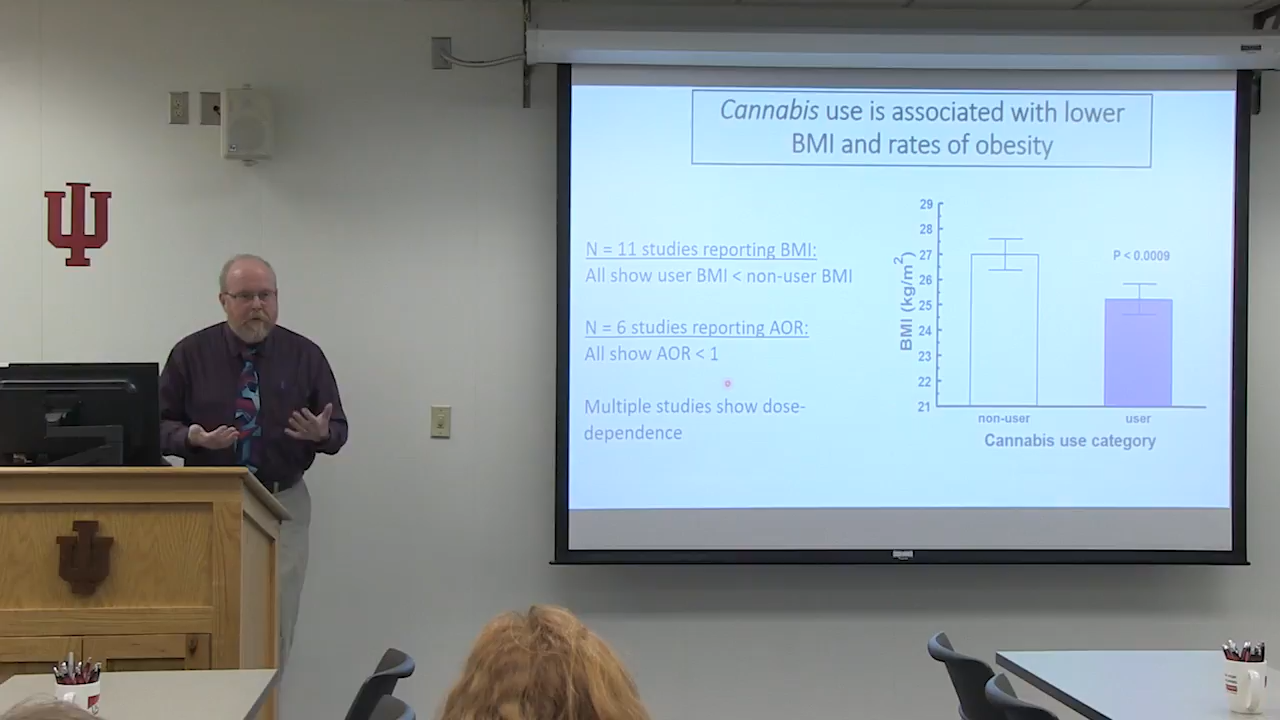 Cannabis use is associated with lower
BMI and rates of obesity
N = 11 studies reporting BMI:
All show user BMI < non-user BMI
N = 6 studies reporting AOR:
All show AOR < 1
Multiple studies show dose-
dependence
29
28
27
26
25
24
23
22
21
BMI (kg/m²)
P < 0.0009
non-user
user
Cannabis use category